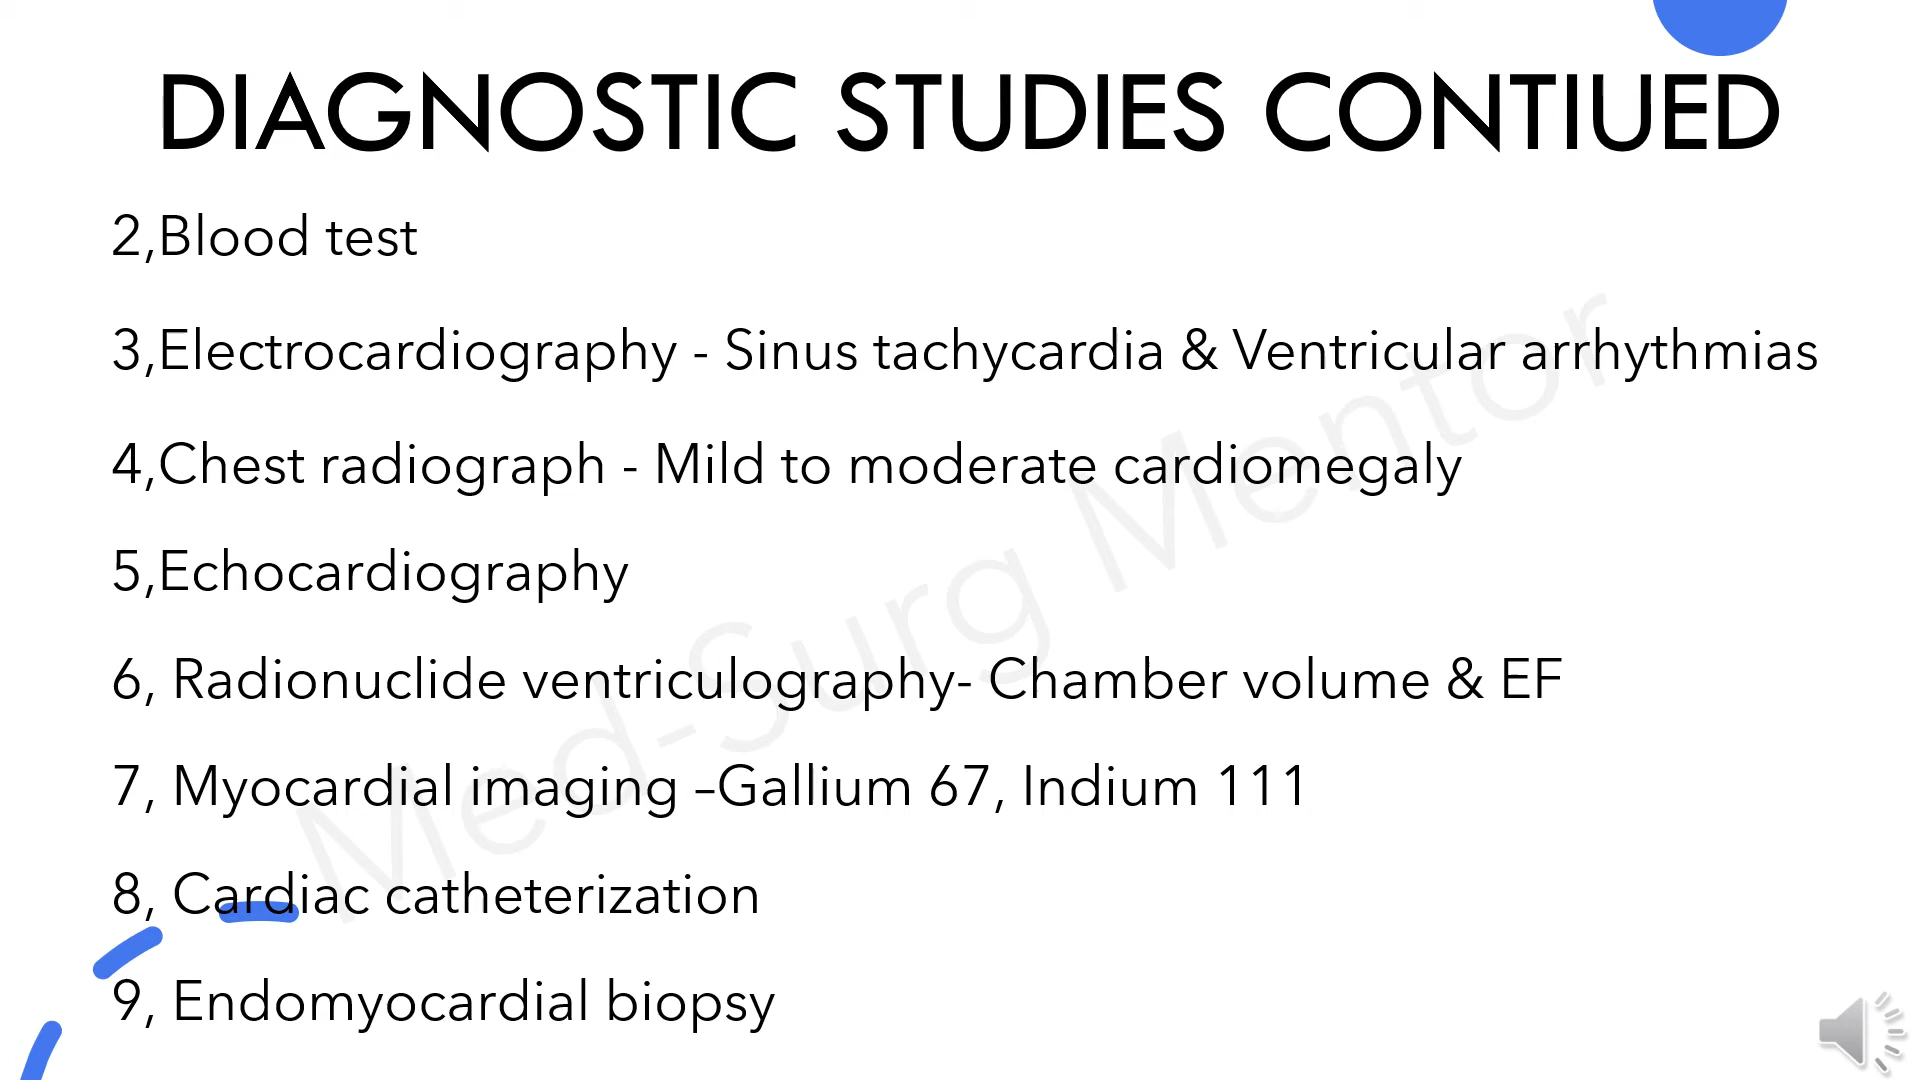 DIAGNOSTIC STUDIES CONTIUED
2,Blood test
3,Electrocardiography - Sinus tachycardia & Ventricular arrhythmias
4,Chest radiograph - Mild to moderate cardiomegaly
5,Echocardiography
6, Radionuclide ventriculography- Chamber volume & EF
7, Myocardial imaging –Gallium 67, Indium 111
8, Cardiac catheterization
9, Endomyocardial biopsy
Med-Surg Mentor